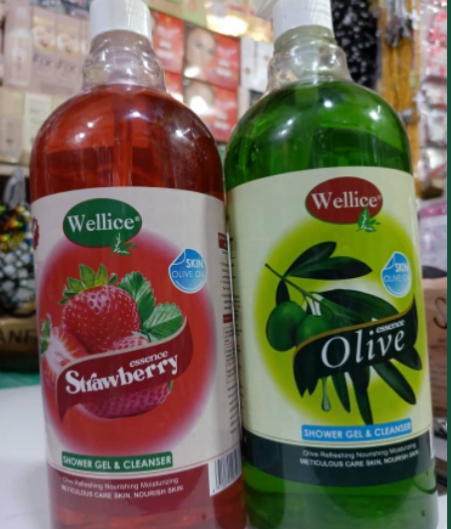 Wellice®
SKIN
OLIVE OIL
essence
Strawberry
SHOWER GEL & CLEANSER
Olive Refreshing Nourishing Moisturizing
METICULOUS CARE SKIN, NOURISH SKIN
Wellice®
SKIN
OLIVE OIL
essence
Olive
SHOWER GEL & CLEANSER
Olive Refreshing Nourishing Moisturizing
METICULOUS CARE SKIN, NOURISH SKIN